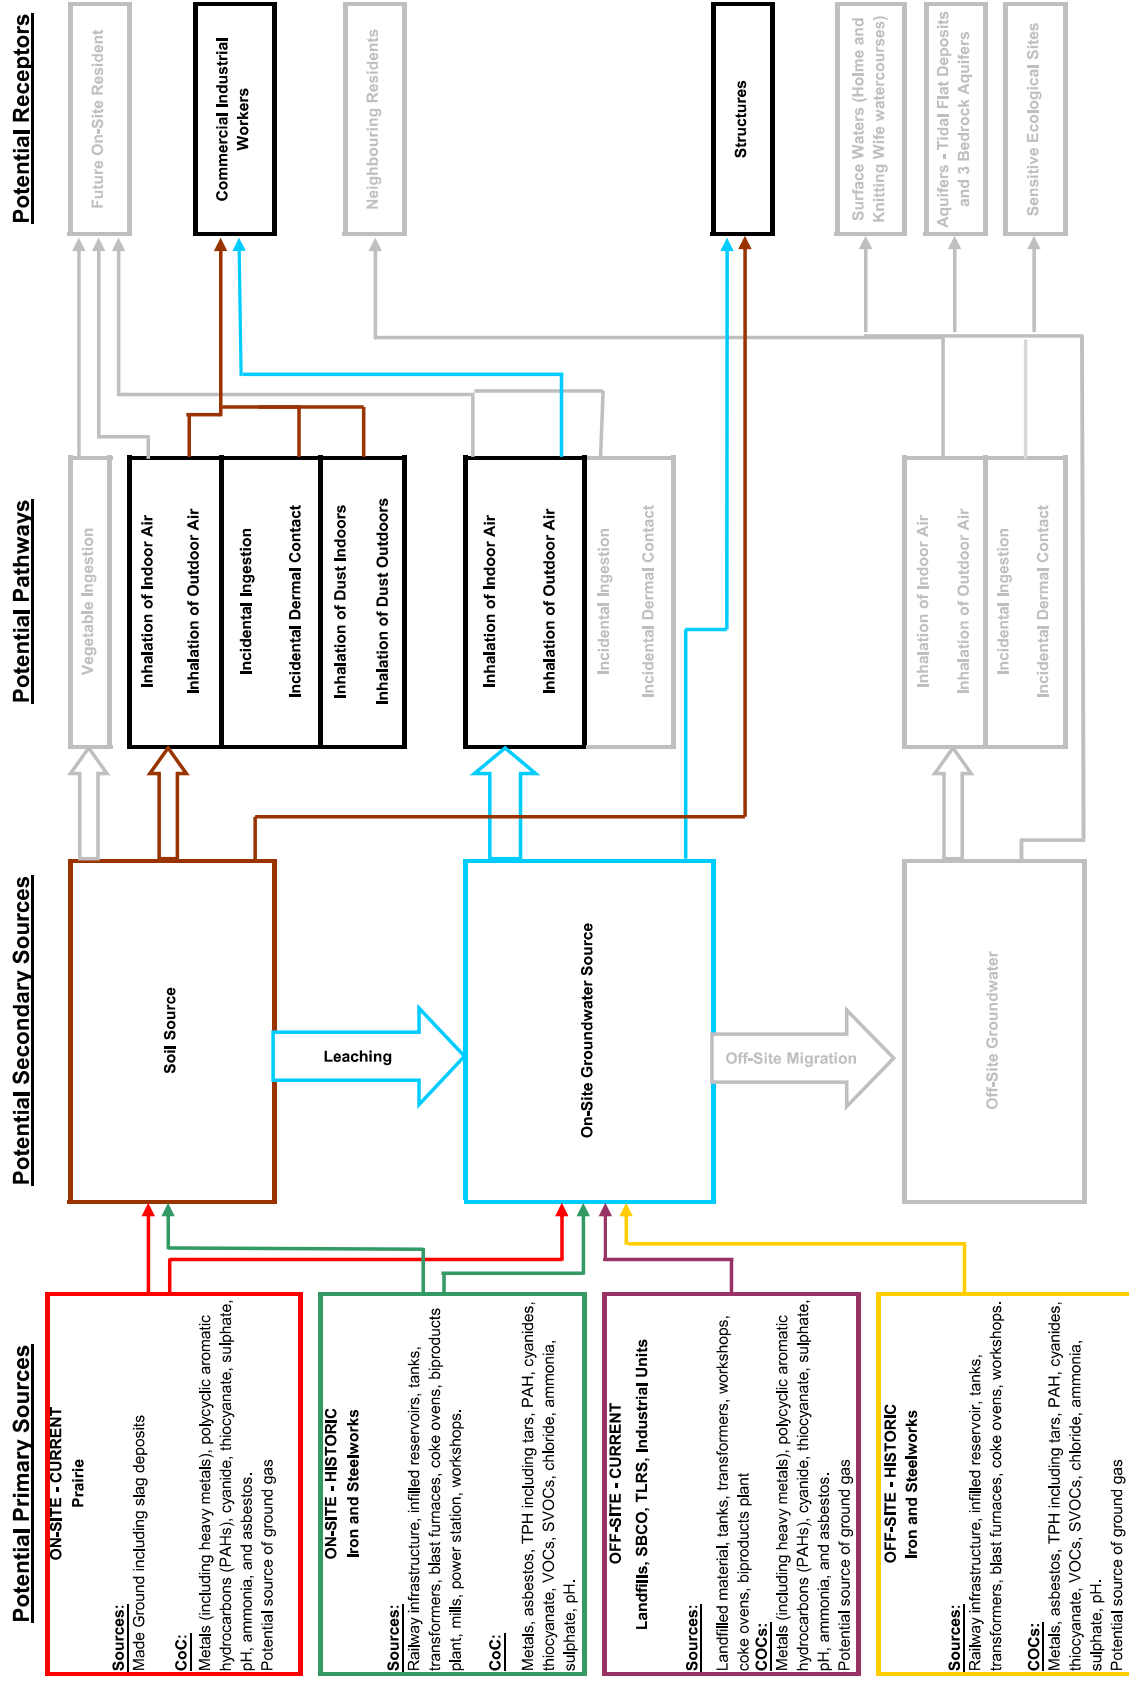 Potential Primary Sources
ON-SITE - CURRENT
Prairie
Sources:
Made Ground including slag deposits
CoC:
Metals (including heavy metals), polycyclic aromatic
hydrocarbons (PAHs), cyanide, thiocyanate, sulphate,
pH, ammonia, and asbestos.
Potential source of ground gas
ON-SITE - HISTORIC
Iron and Steelworks
Sources:
Railway infrastructure, infilled reservoirs, tanks,
transformers, blast furnaces, coke ovens, biproducts
plant, mills, power station, workshops.
CoC:
Metals, asbestos, TPH including tars, PAH, cyanides,
thiocyanate, VOCs, SVOCs, chloride, ammonia,
sulphate, pH.
OFF-SITE - CURRENT
Landfills, SBCO, TLRS, Industrial Units
Sources:
Landfilled material, tanks, transformers, workshops,
coke ovens, biproducts plant
COCs:
Metals (including heavy metals), polycyclic aromatic
hydrocarbons (PAHs), cyanide, thiocyanate, sulphate,
pH, ammonia, and asbestos.
Potential source of ground gas
OFF-SITE - HISTORIC
Iron and Steelworks
Sources:
Railway infrastructure, infilled reservoir, tanks,
transformers, blast furnaces, coke ovens, workshops.
COCs:
Metals, asbestos, TPH including tars, PAH, cyanides,
thiocyanate, VOCs, SVOCs, chloride, ammonia,
sulphate, pH.
Potential source of ground gas
Potential Secondary Sources
Soil Source
Leaching
On-Site Groundwater Source
Off-Site Migration
Off-Site Groundwater
Potential Pathways
Vegetable Ingestion
Inhalation of Indoor Air
Inhalation of Outdoor Air
Incidental Ingestion
Incidental Dermal Contact
Inhalation of Dust Indoors
Inhalation of Dust Outdoors
Inhalation of Indoor Air
Inhalation of Outdoor Air
Incidental Ingestion
Incidental Dermal Contact
Inhalation of Indoor Air
Inhalation of Outdoor Air
Incidental Ingestion
Incidental Dermal Contact
Potential Receptors
Future On-Site Resident
Commercial Industrial
Workers
Neighbouring Residents
Structures
Surface Waters (Holme and
Knitting Wife watercourses)
Aquifers - Tidal Flat Deposits
and 3 Bedrock Aquifers
Sensitive Ecological Sites